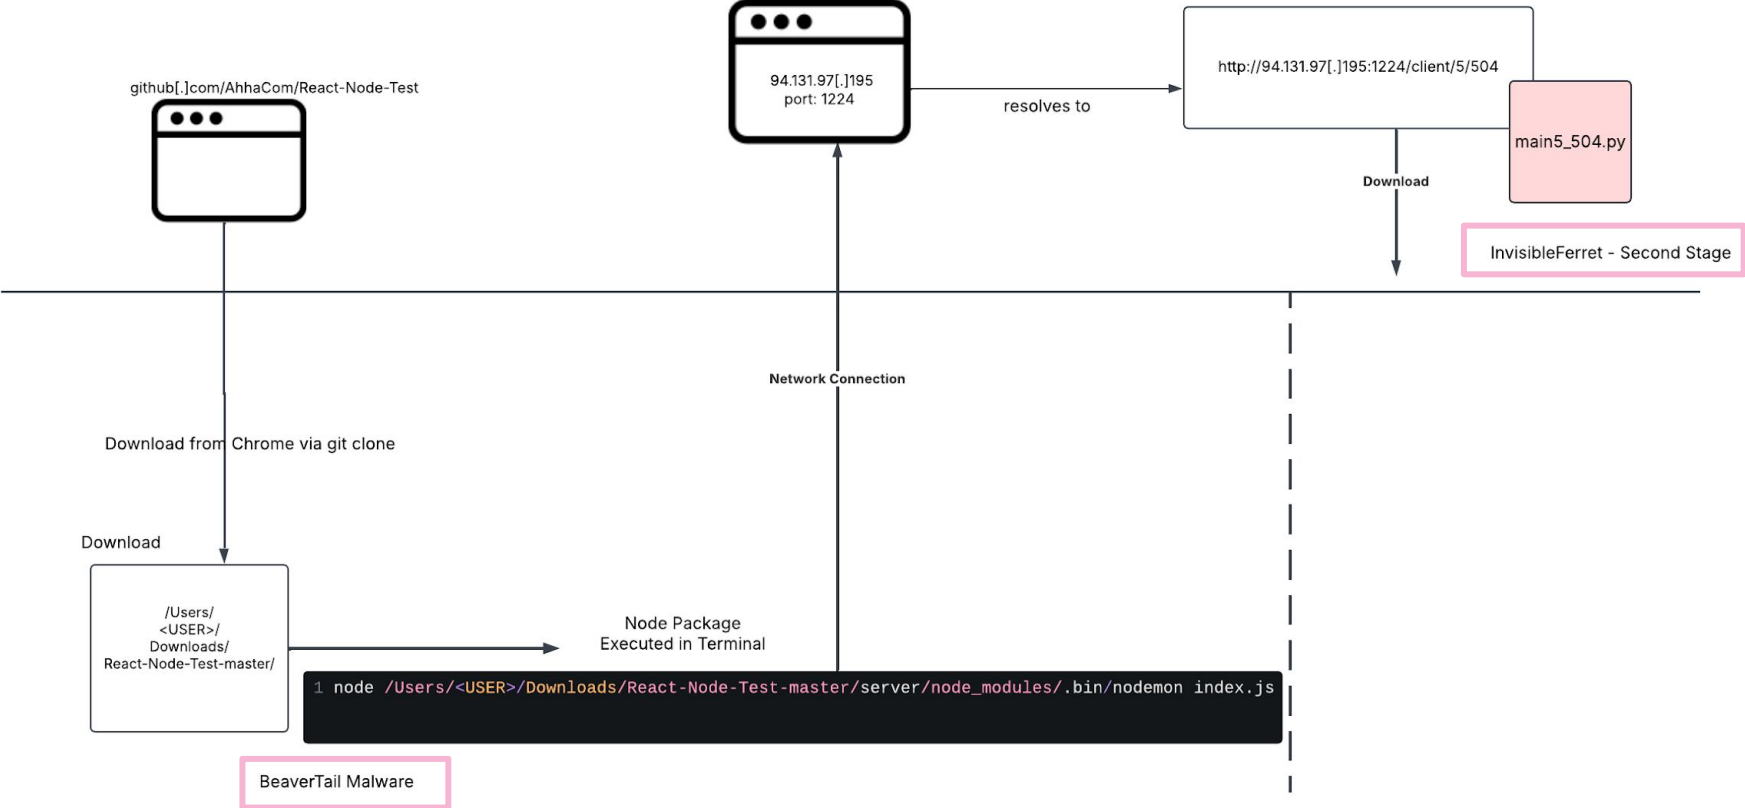 github[.]com/AhhaCom/React-Node-Test
94.131.97[.]195
port: 1224
resolves to
http://94.131.97[.]195:1224/client/5/504
main5_504.py
Download
InvisibleFerret - Second Stage
Network Connection
Download from Chrome via git clone
Download
/Users/
<USER>/
Downloads/
React-Node-Test-master/
Node Package
Executed in Terminal
1 node /Users/<USER>/Downloads/React-Node-Test-master/server/node_modules/.bin/nodemon index.js
BeaverTail Malware